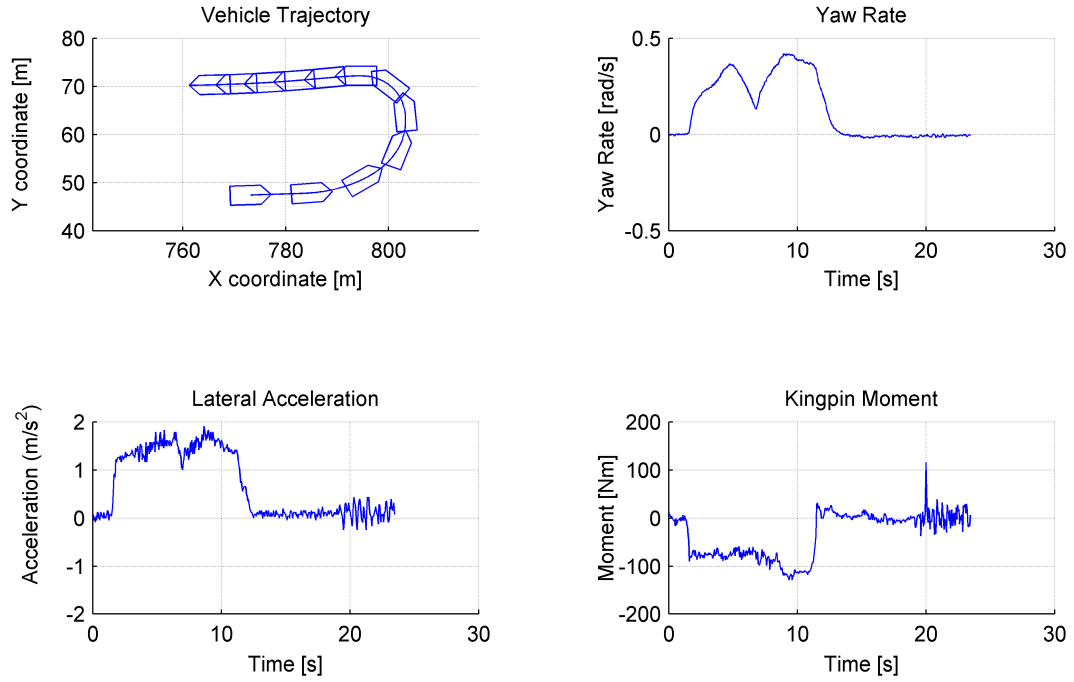 Vehicle Trajectory
80
70
60
50
40
Y coordinate [m]
760 780 800
X coordinate [m]
Yaw Rate
0.5
0
-0.5
Yaw Rate [rad/s]
0 10 20 30
Time [s]
Lateral Acceleration
2
1
0
-1
-2
Acceleration (m/s²)
0 10 20 30
Time [s]
Kingpin Moment
200
100
0
-100
-200
Moment [Nm]
0 10 20 30
Time [s]